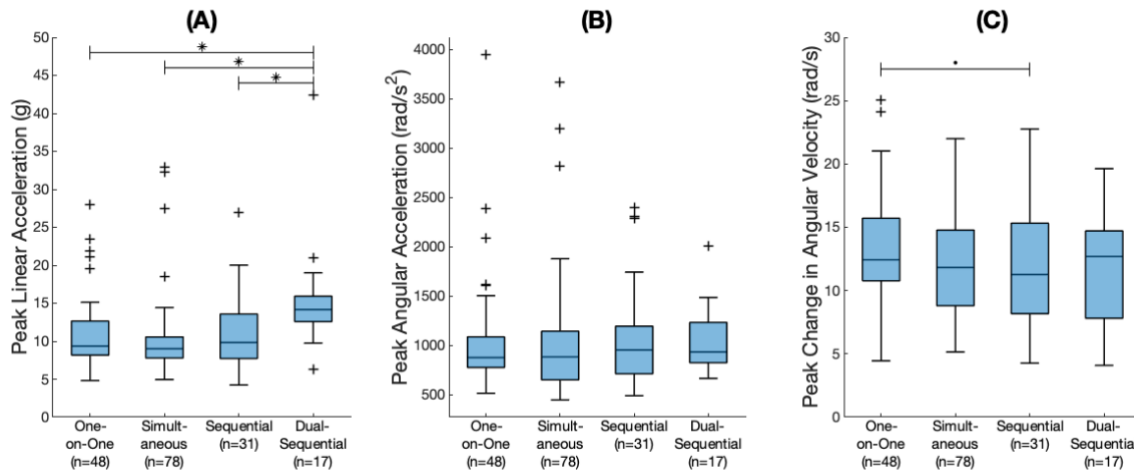 (A)
Peak Linear Acceleration (g)
50
45
40
35
30
25
20
15
10
5
0
One-
on-One
(n=48)
Simult-
aneous
(n=78)
Sequential
(n=31)
Dual-
Sequential
(n=17)
(B)
Peak Angular Acceleration (rad/s²)
4000
3500
3000
2500
2000
1500
1000
500
One-
on-One
(n=48)
Simult-
aneous
(n=78)
Sequential
(n=31)
Dual-
Sequential
(n=17)
(C)
Peak Change in Angular Velocity (rad/s)
30
25
20
15
10
5
0
One-
on-One
(n=48)
Simult-
aneous
(n=78)
Sequential
(n=31)
Dual-
Sequential
(n=17)